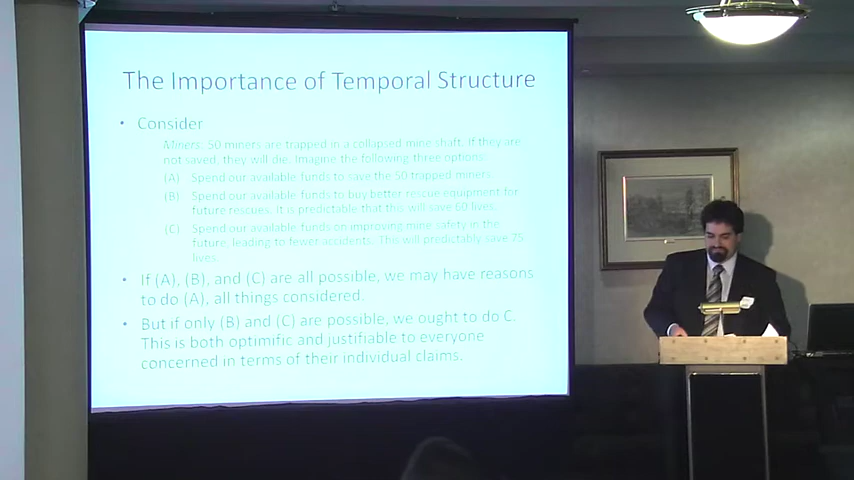 The Importance of Temporal Structure
• Consider
Miners: 50 miners are trapped in a collapsed mine shaft. If they are
not saved, they will die. Imagine the following three options:
(A) Spend our available funds to save the 50 trapped miners.
(B) Spend our available funds to buy better rescue equipment for
future rescues. It is predictable that this will save 60 lives.
(C) Spend our available funds on improving mine safety in the
future, leading to fewer accidents. This will predictably save 75
lives.
• If (A), (B), and (C) are all possible, we may have reasons
to do (A), all things considered.
• But if only (B) and (C) are possible, we ought to do C.
This is both optimific and justifiable to everyone
concerned in terms of their individual claims.